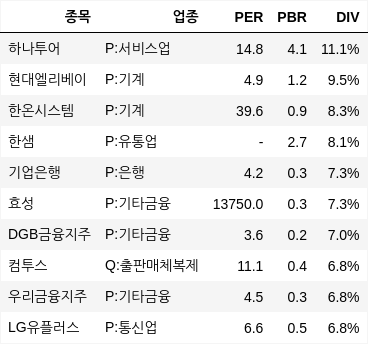 종목 업종 PER PBR DIV
하나투어 P:서비스업 14.8 4.1 11.1%
현대엘리베이 P:기계 4.9 1.2 9.5%
한온시스템 P:기계 39.6 0.9 8.3%
한샘 P:유통업 - 2.7 8.1%
기업은행 P:은행 4.2 0.3 7.3%
효성 P:기타금융 13750.0 0.3 7.3%
DGB금융지주 P:기타금융 3.6 0.2 7.0%
컴투스 Q:출판매체복제 11.1 0.4 6.8%
우리금융지주 P:기타금융 4.5 0.3 6.8%
LG유플러스 P:통신업 6.6 0.5 6.8%